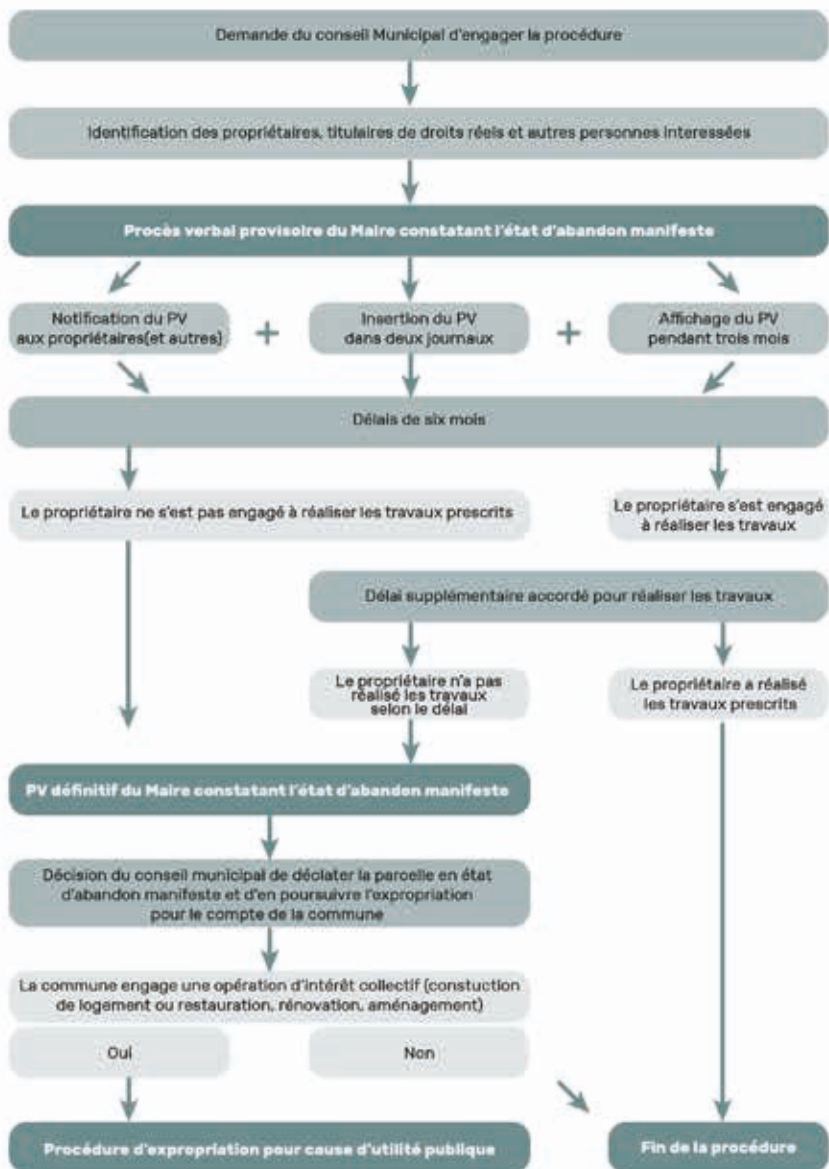 Demande du conseil Municipal d'engager la procédure
Identification des propriétaires, titulaires de droits réels et autres personnes interessées
Procès verbal provisoire du Maire constatant l'état d'abandon manifeste
Notification du PV
aux propriétaires(et autres)
+
Insertion du PV
dans deux journaux
+
Affichage du PV
pendant trois mois
Délais de six mois
Le propriétaire ne s'est pas engagé à réaliser les travaux prescrits
Le propriétaire s'est engagé
à réaliser les travaux
Délai supplémentaire accordé pour réaliser les travaux
Le propriétaire n'a pas
réalisé les travaux
selon le délai
Le propriétaire a réalisé
les travaux prescrits
PV définitif du Maire constatant l'état d'abandon manifeste
Décision du conseil municipal de déclater la parcelle en état
d'abandon manifeste et d'en poursuivre l'expropriation
pour le compte de la commune
La commune engage une opération d'intérêt collectif (constuction
de logement ou restauration, rénovation, aménagement)
Oui
Non
Procédure d'expropriation pour cause d'utilité publique
Fin de la procédure